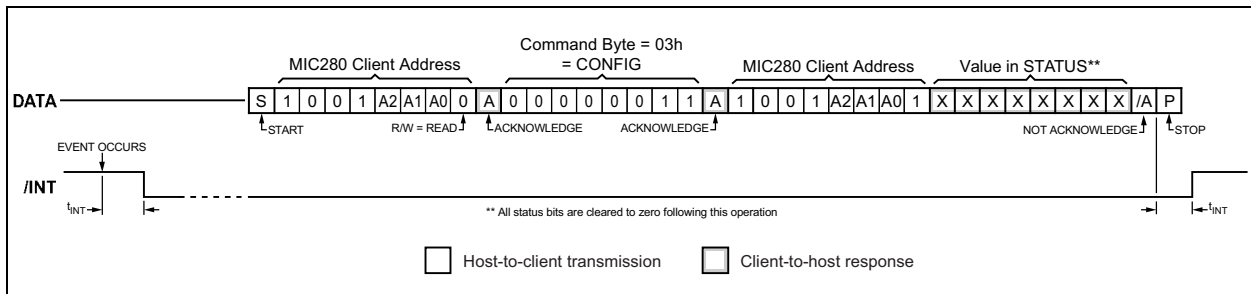 Command Byte = 03h
= CONFIG
MIC280 Client Address
MIC280 Client Address
Value in STATUS**
DATA
S 1 0 0 1 A2 A1 A0 0 A 0 0 0 0 0 0 1 1 A 1 0 0 1 A2 A1 A0 1 X X X X X X X X /A P
START
R/W = READ
ACKNOWLEDGE
ACKNOWLEDGE
NOT ACKNOWLEDGE
STOP
EVENT OCCURS
/INT
tINT
tINT
** All status bits are cleared to zero following this operation
Host-to-client transmission
Client-to-host response